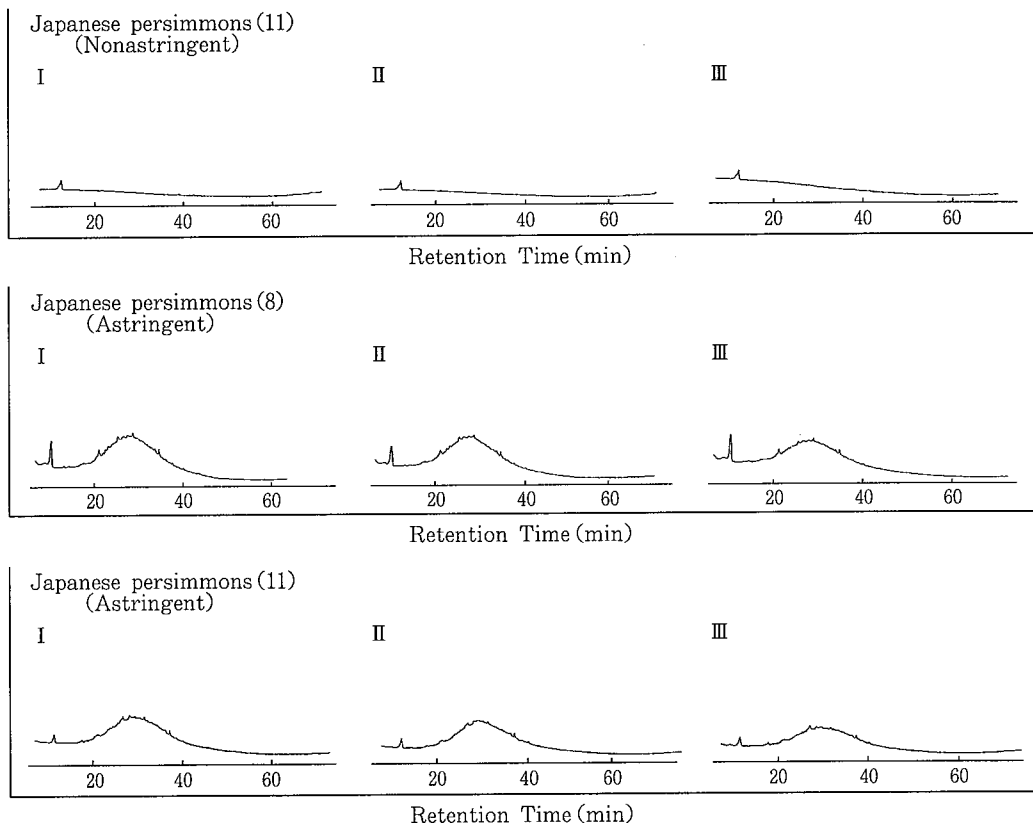 Japanese persimmons (11)
(Nonastringent)
I II III
20 40 60 20 40 60 20 40 60
Retention Time (min)
Japanese persimmons (8)
(Astringent)
I II III
20 40 60 20 40 60 20 40 60
Retention Time (min)
Japanese persimmons (11)
(Astringent)
I II III
20 40 60 20 40 60 20 40 60
Retention Time (min)